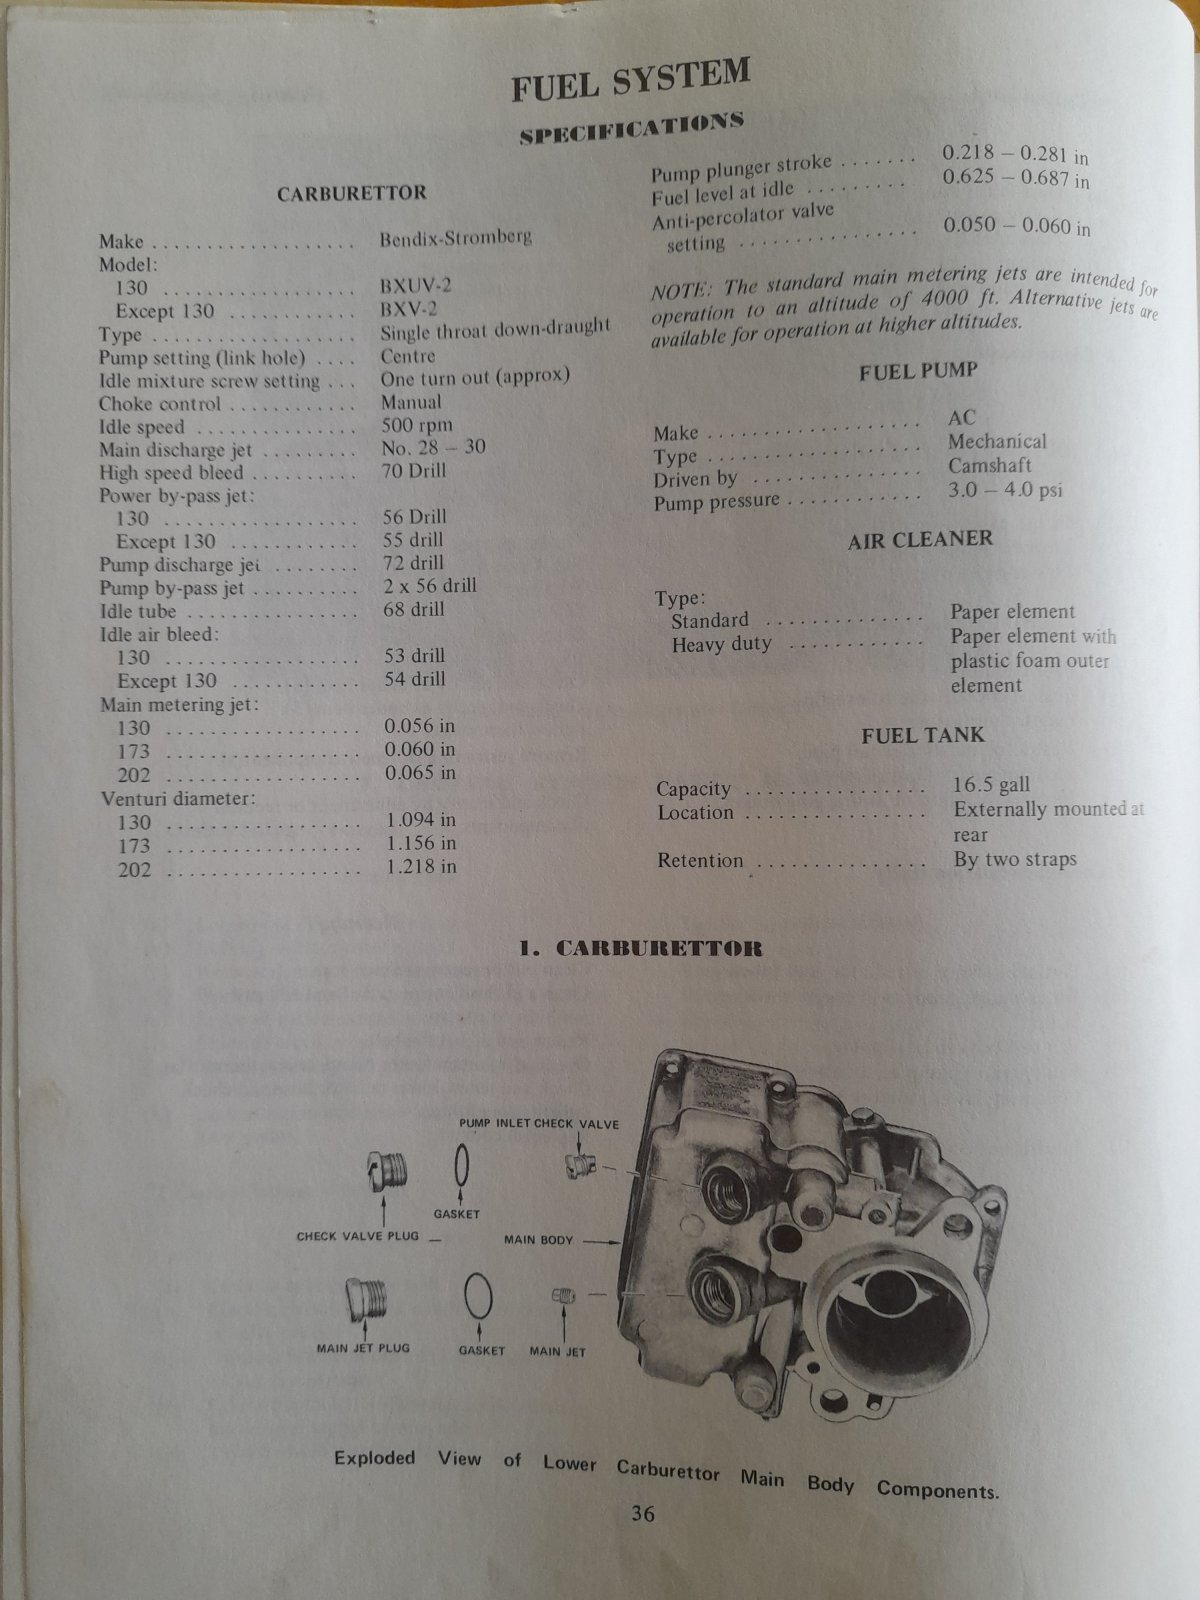 FUEL SYSTEM
SPECIFICATIONS
CARBURETTOR
Make .................. Bendix-Stromberg
Model:
130 .................. BXUV-2
Except 130 ............ BXV-2
Type ................... Single throat down-draught
Pump setting (link hole) .... Centre
Idle mixture screw setting ... One turn out (approx)
Choke control ............ Manual
Idle speed ............... 500 rpm
Main discharge jet ......... No. 28 – 30
High speed bleed .......... 70 Drill
Power by-pass jet:
130 .................. 56 Drill
Except 130 ............ 55 drill
Pump discharge jet ........ 72 drill
Pump by-pass jet .......... 2 x 56 drill
Idle tube ................ 68 drill
Idle air bleed:
130 .................. 53 drill
Except 130 ............ 54 drill
Main metering jet:
130 .................. 0.056 in
173 .................. 0.060 in
202 .................. 0.065 in
Venturi diameter:
130 .................. 1.094 in
173 .................. 1.156 in
202 .................. 1.218 in
Pump plunger stroke ....... 0.218 – 0.281 in
Fuel level at idle ......... 0.625 – 0.687 in
Anti-percolator valve
setting ................ 0.050 – 0.060 in
NOTE: The standard main metering jets are intended for
operation to an altitude of 4000 ft. Alternative jets are
available for operation at higher altitudes.
FUEL PUMP
Make ................... AC
Type ................... Mechanical
Driven by ............... Camshaft
Pump pressure ............ 3.0 – 4.0 psi
AIR CLEANER
Type:
Standard .............. Paper element
Heavy duty ............ Paper element with
plastic foam outer
element
FUEL TANK
Capacity ................ 16.5 gall
Location ................ Externally mounted at
rear
Retention ............... By two straps
1. CARBURETTOR
PUMP INLET CHECK VALVE
GASKET
CHECK VALVE PLUG
MAIN BODY
MAIN JET PLUG
GASKET
MAIN JET
Exploded View of Lower Carburettor Main Body Components.
36